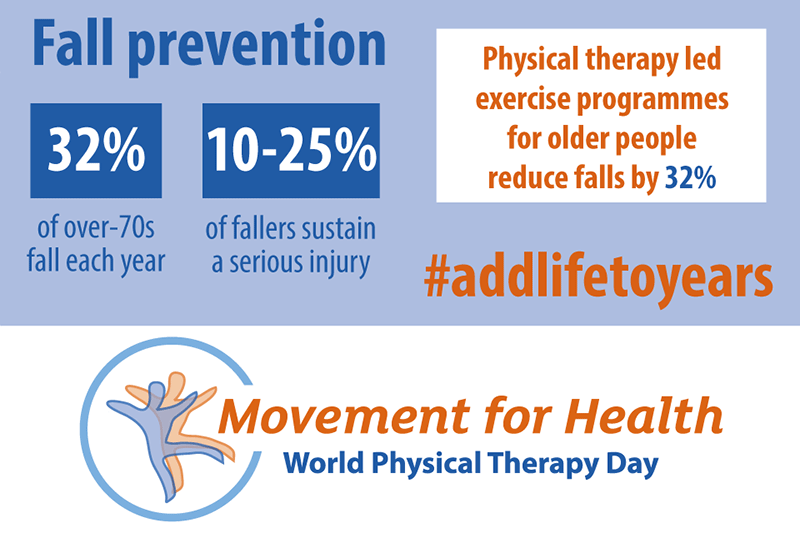 Fall prevention
32%
of over-70s
fall each year
10-25%
of fallers sustain
a serious injury
Physical therapy led
exercise programmes
for older people
reduce falls by 32%
#addlifetoyears
Movement for Health
World Physical Therapy Day